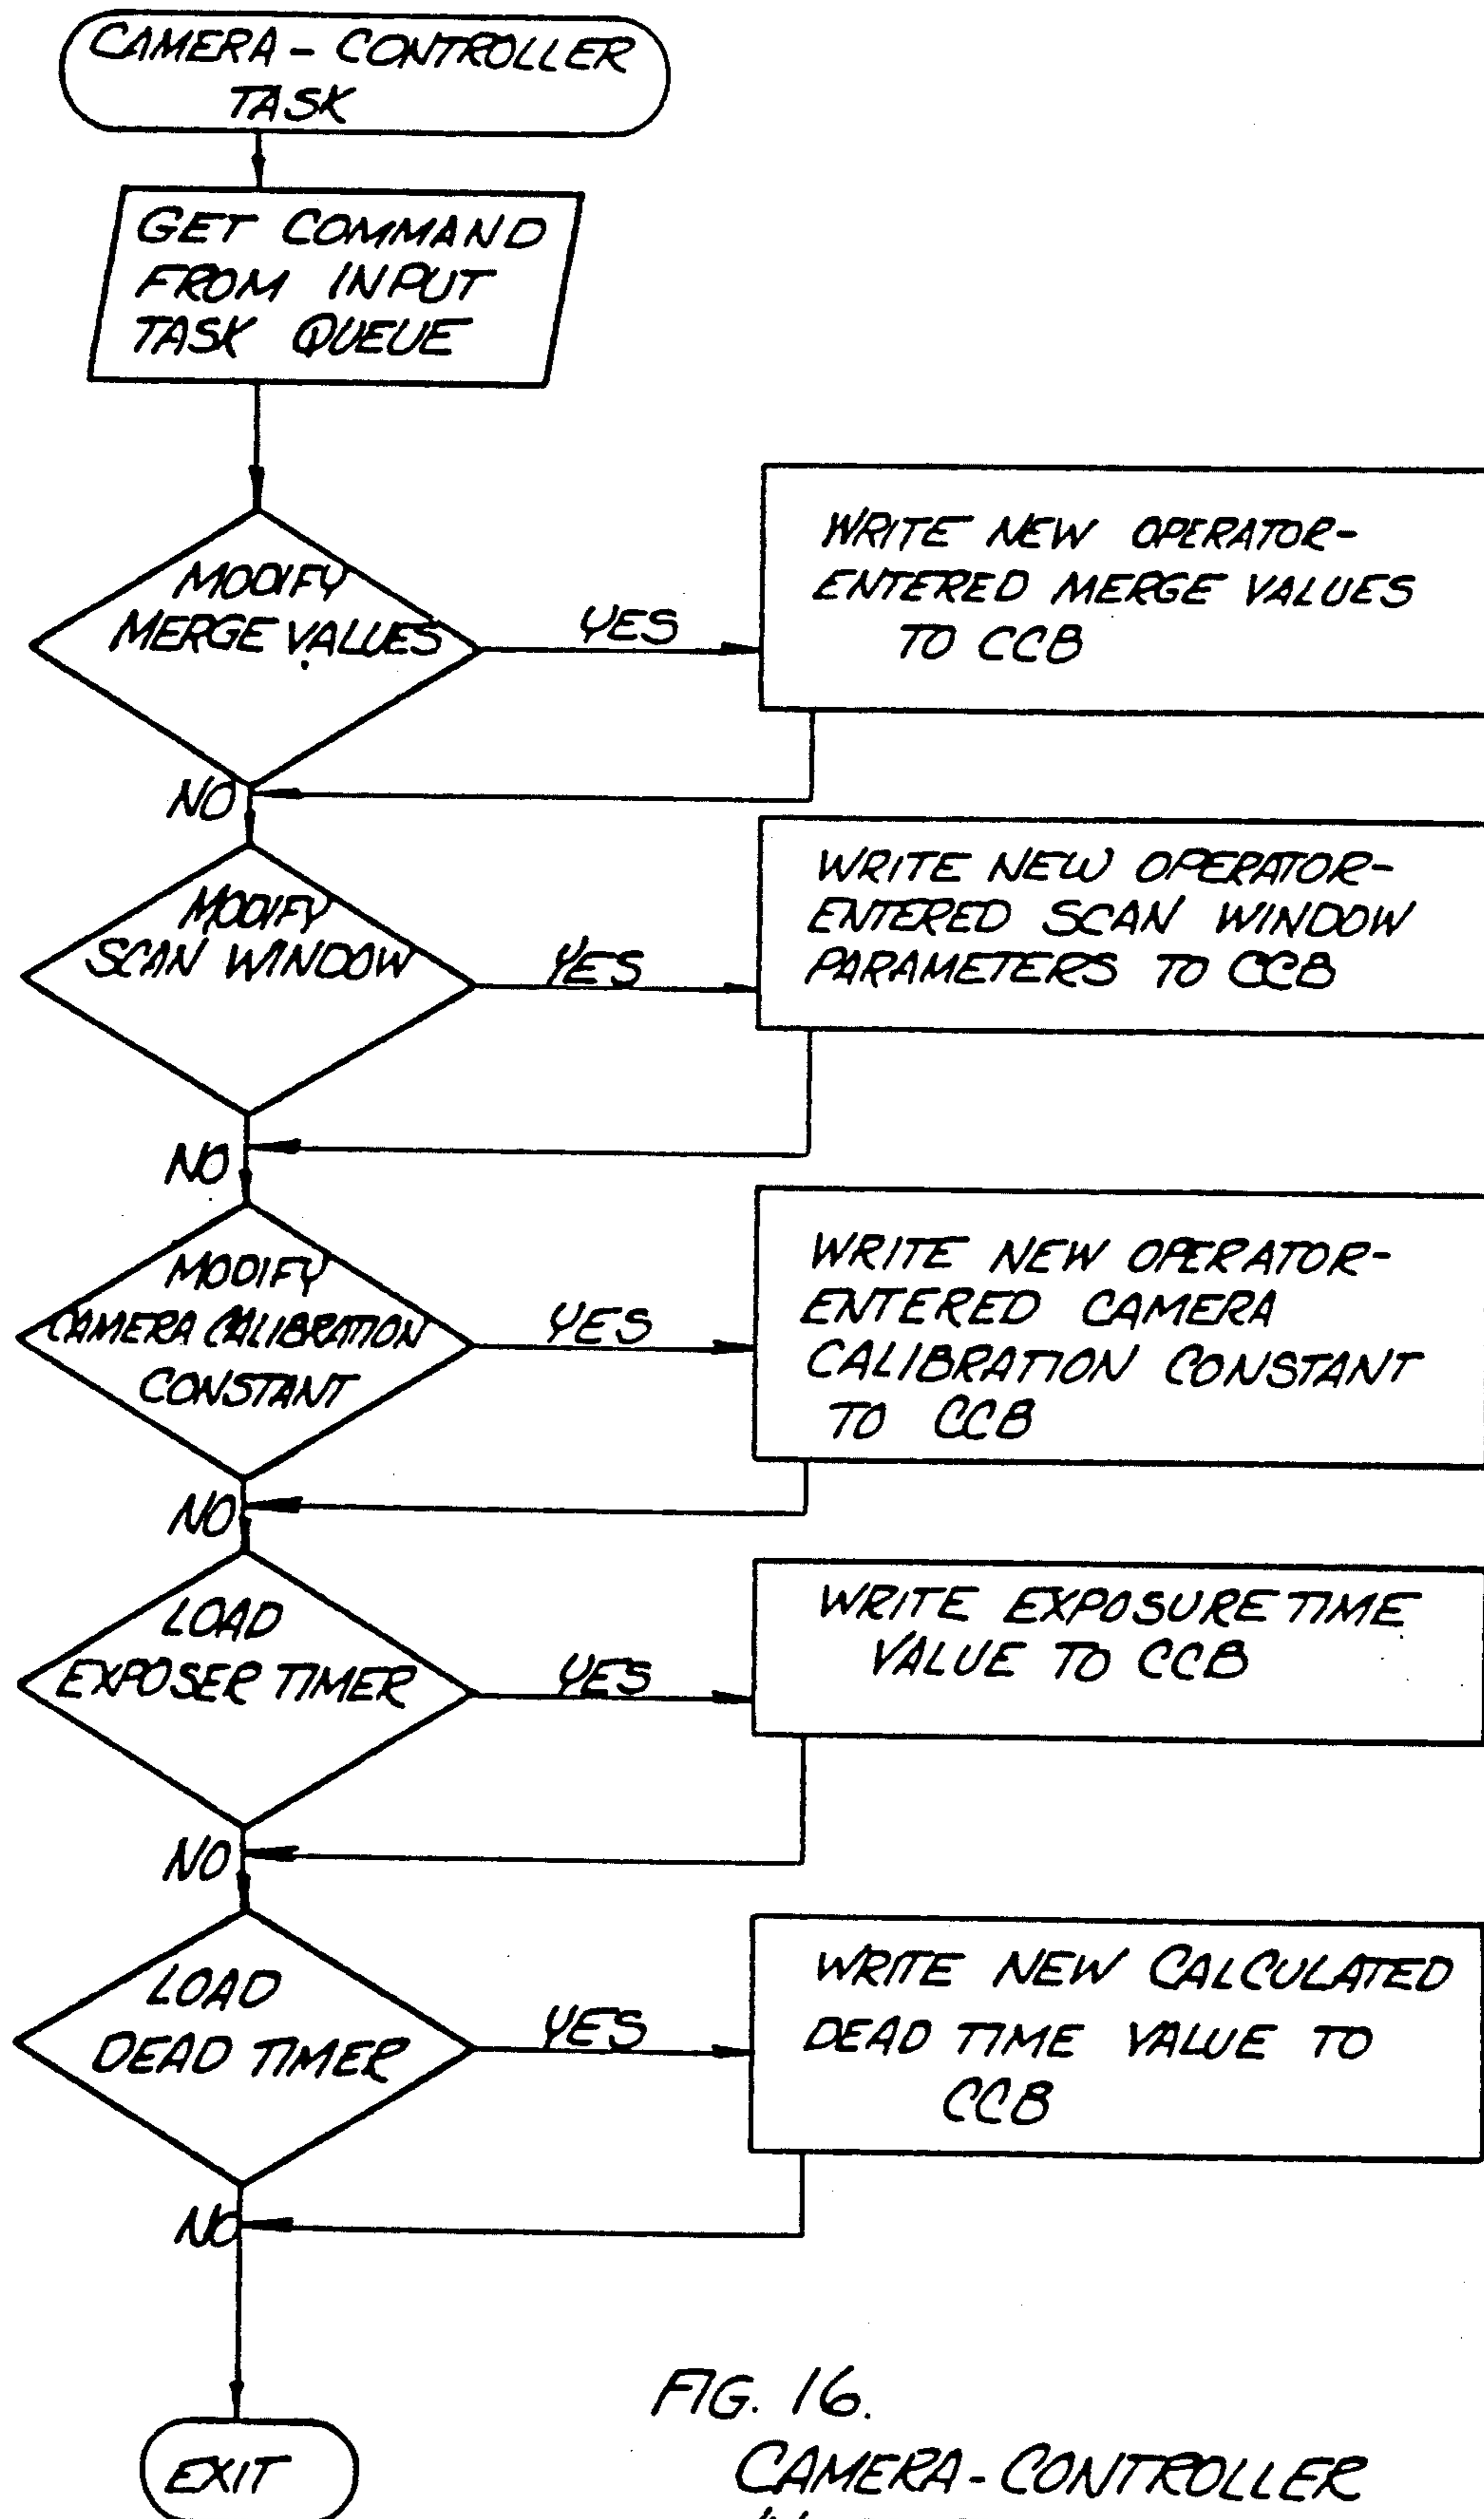 CAMERA - CONTROLLER
TASK
GET COMMAND
FROM INPUT
TASK QUEUE
MODIFY
MERGE VALUES
YES
WRITE NEW OPERATOR-
ENTERED MERGE VALUES
TO CCB
NO
MODIFY
SCAN WINDOW
YES
WRITE NEW OPERATOR-
ENTERED SCAN WINDOW
PARAMETERS TO CCB
NO
MODIFY
CAMERA CALIBRATION
CONSTANT
YES
WRITE NEW OPERATOR-
ENTERED CAMERA
CALIBRATION CONSTANT
TO CCB
NO
LOAD
EXPOSER TIMER
YES
WRITE EXPOSURE TIME
VALUE TO CCB
NO
LOAD
DEAD TIMER
YES
WRITE NEW CALCULATED
DEAD TIME VALUE TO
CCB
NO
EXIT
FIG. 16.
CAMERA-CONTROLLER